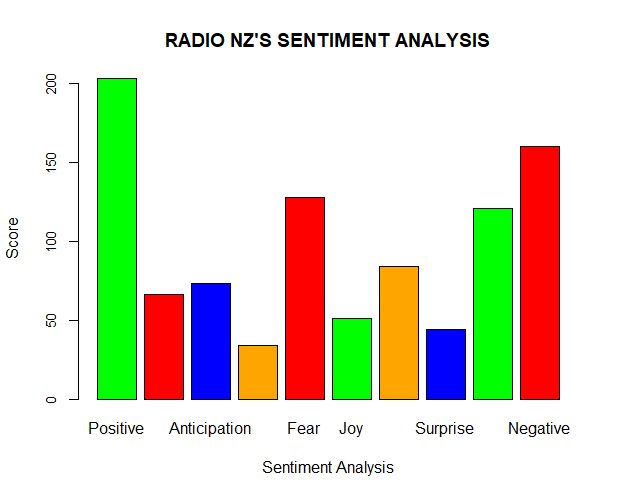 RADIO NZ'S SENTIMENT ANALYSIS
Score
200
150
100
50
0
Positive Anticipation Fear Joy Surprise Negative
Sentiment Analysis